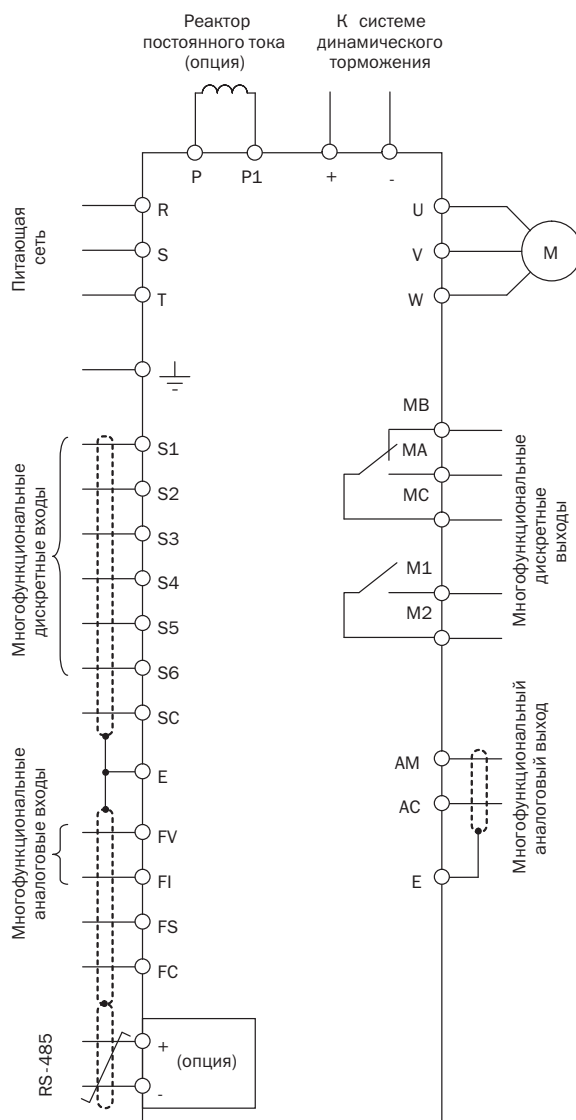 Реактор
постоянного тока
(опция)
К системе
динамического
торможения
P
P1
+
-
Питающая
сеть
R
S
T
U
V
W
M
MB
MA
MC
M1
M2
Многофункциональные
дискретные выходы
Многофункциональные
дискретные входы
S1
S2
S3
S4
S5
S6
SC
E
Многофункциональный
аналоговый выход
AM
AC
E
Многофункциональные
аналоговые входы
FV
FI
FS
FC
RS-485
+
(опция)
-